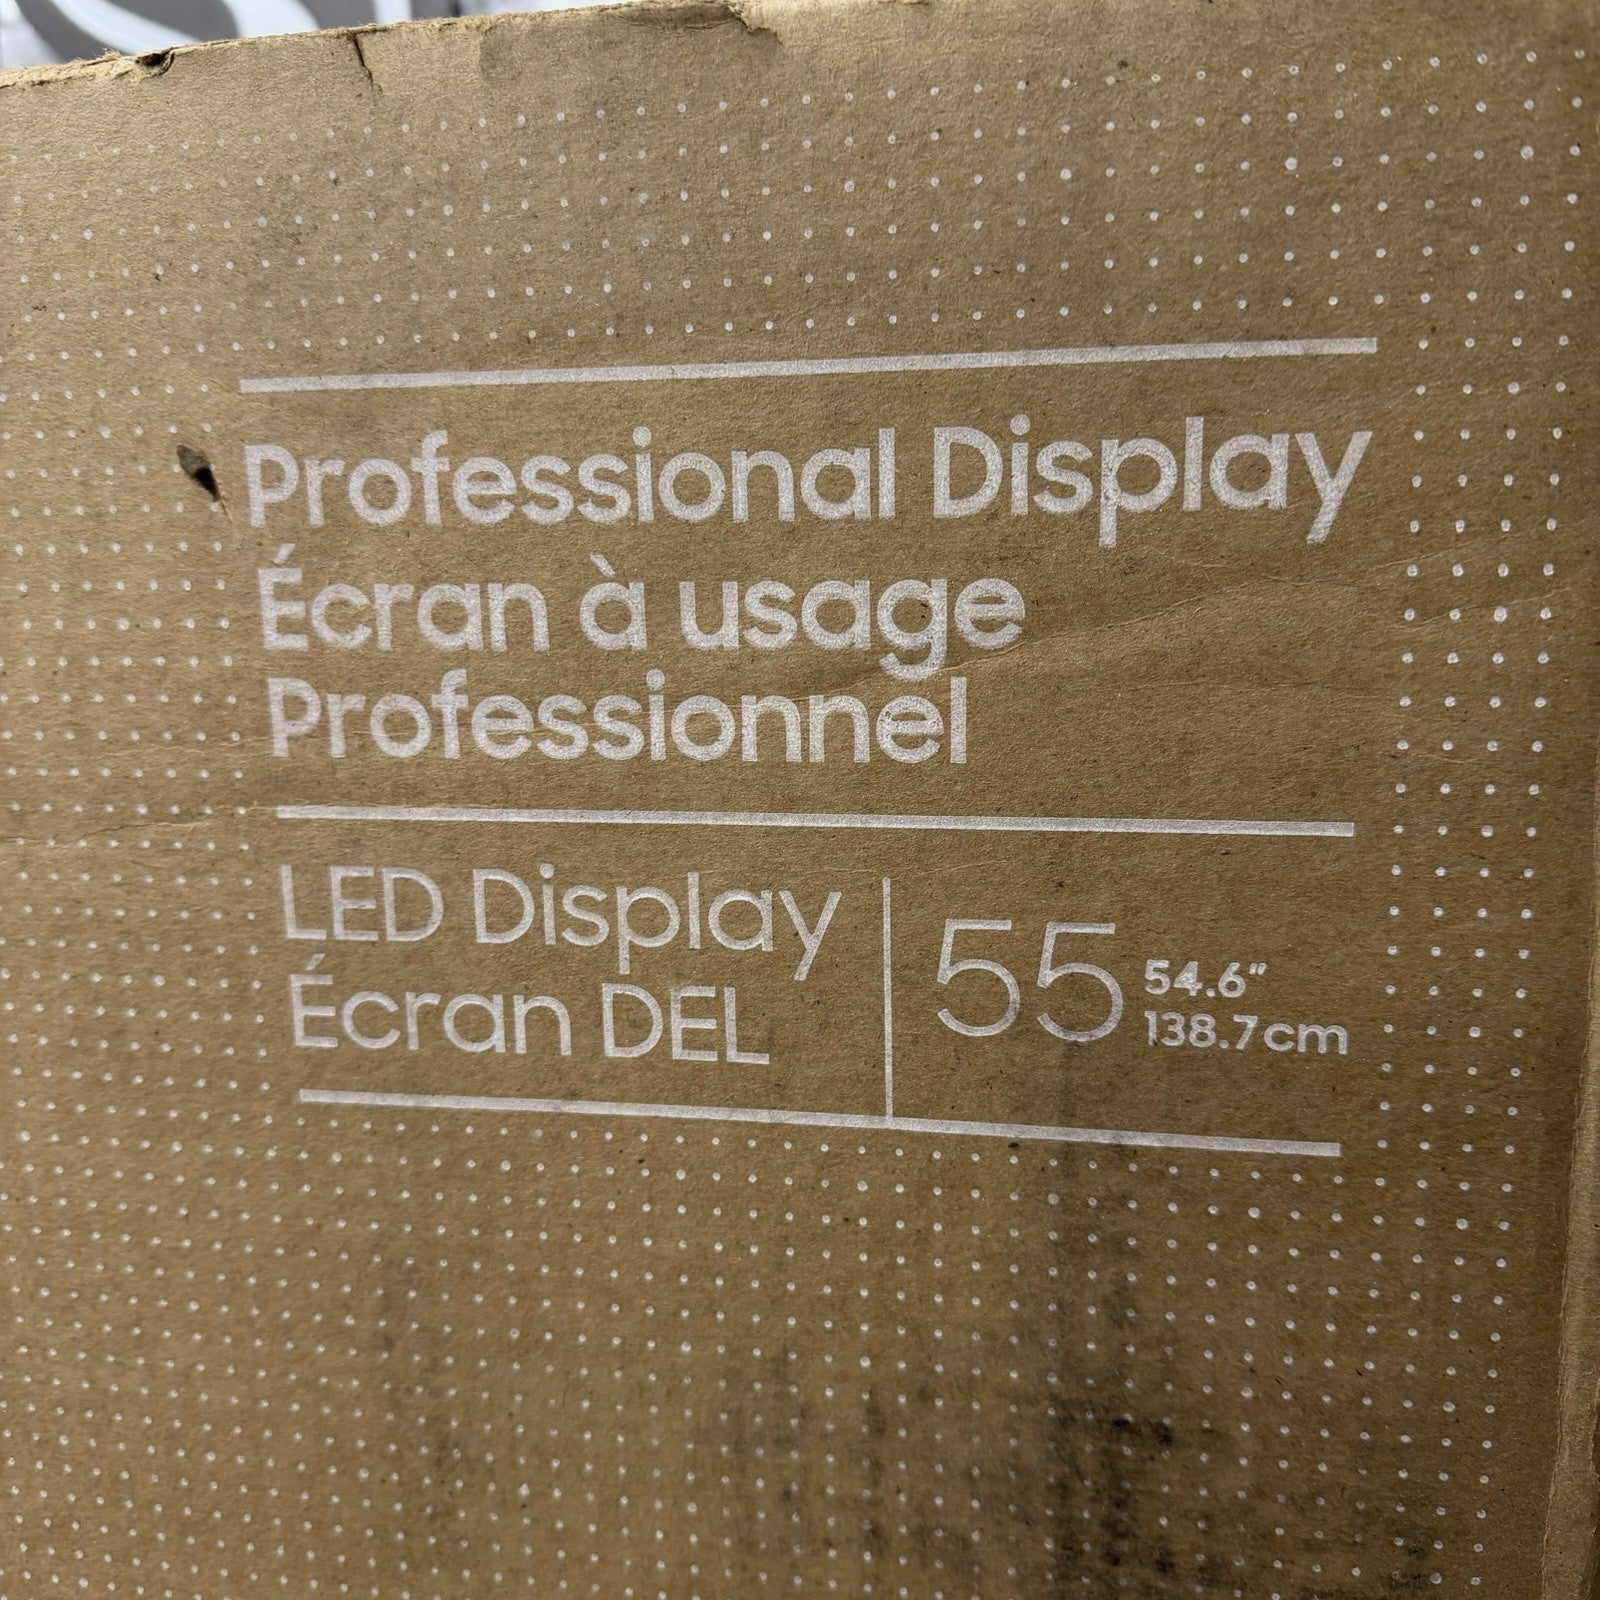 Professional Display
Écran à usage
Professionnel
LED Display
Écran DEL
55
54.6"
138.7cm